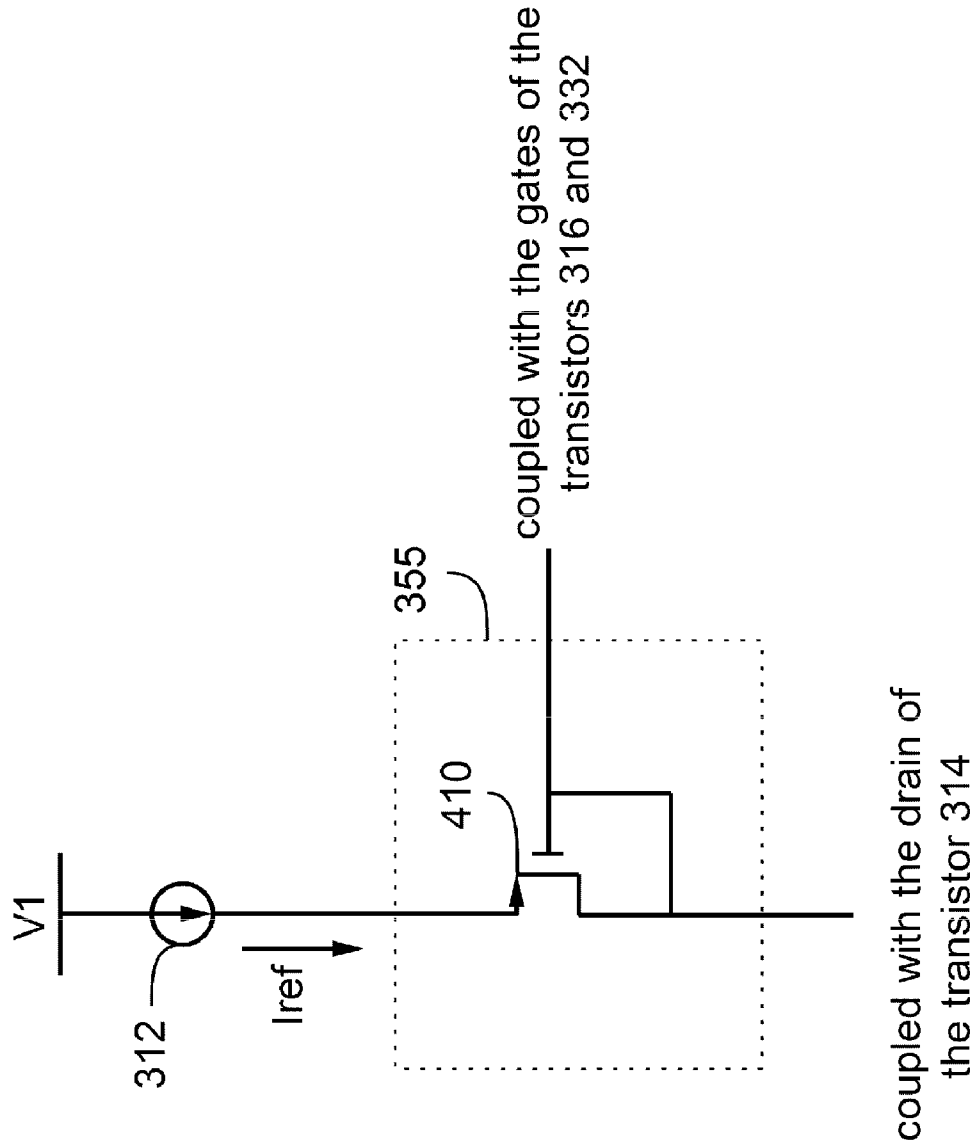 V1
312
Iref
355
410
coupled with the gates of the
transistors 316 and 332
coupled with the drain of
the transistor 314